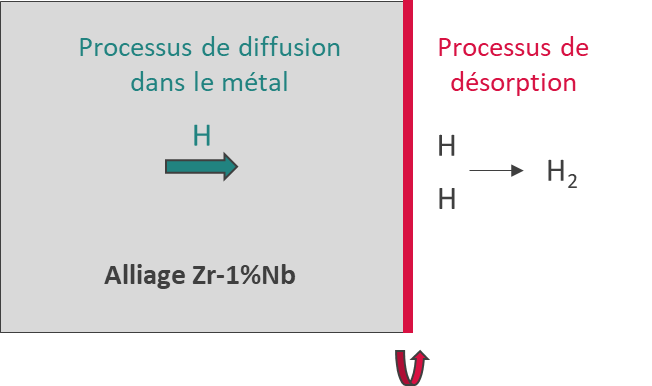 Processus de diffusion
dans le métal
H
Alliage Zr-1%Nb
Processus de
désorption
H
H
H₂